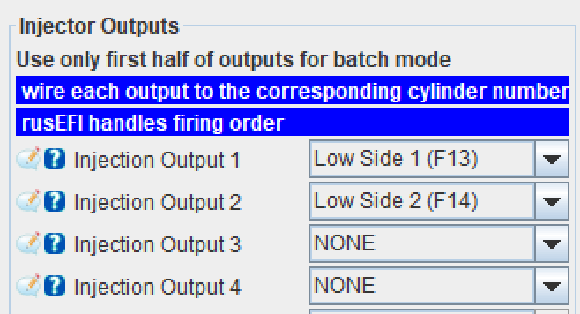 Injector Outputs
Use only first half of outputs for batch mode
wire each output to the corresponding cylinder number
rusEFI handles firing order
Injection Output 1 Low Side 1 (F13)
Injection Output 2 Low Side 2 (F14)
Injection Output 3 NONE
Injection Output 4 NONE